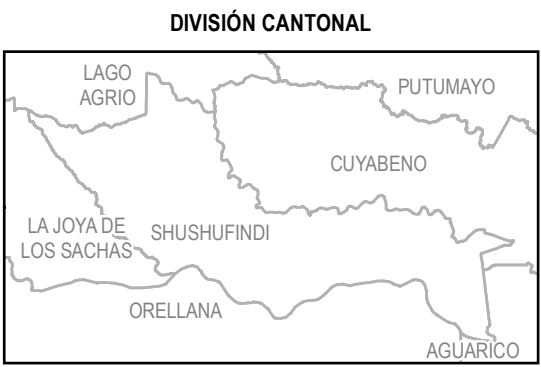 DIVISIÓN CANTONAL
LAGO
AGRIO
PUTUMAYO
CUYABENO
LA JOYA DE
LOS SACHAS
SHUSHUFINDI
ORELLANA
AGUARICO